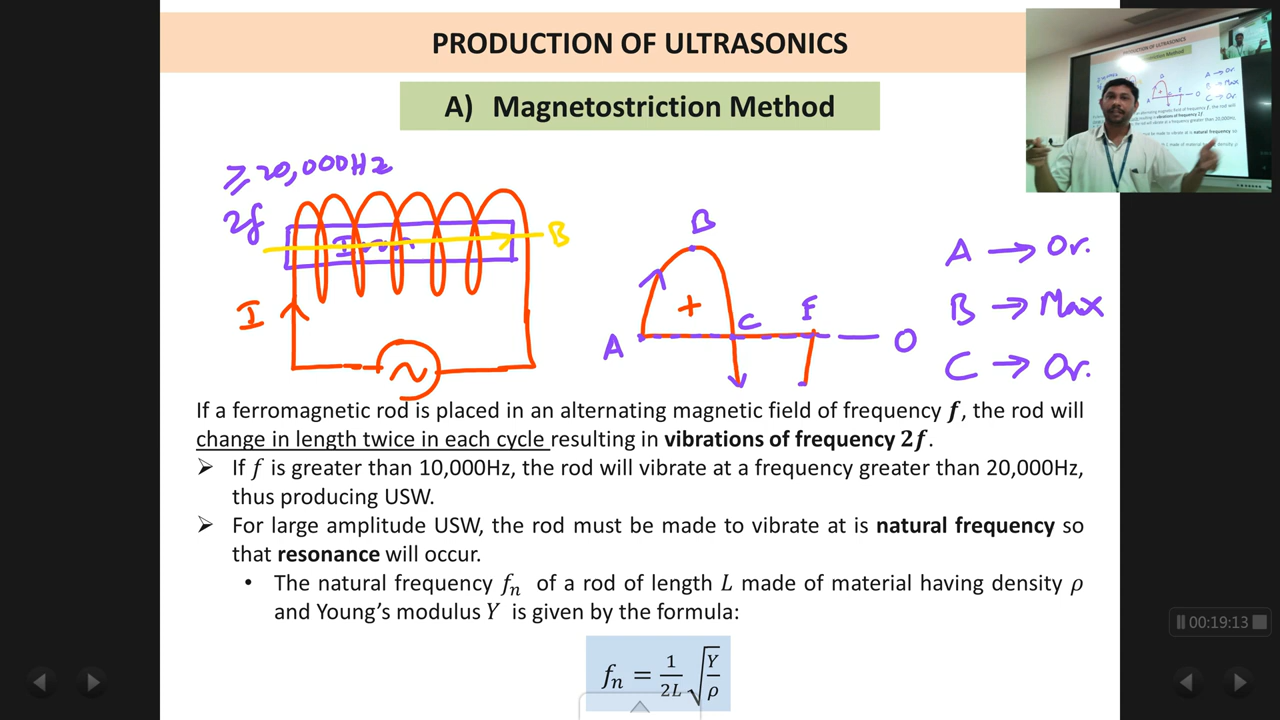 PRODUCTION OF ULTRASONICS
A) Magnetostriction Method
≥20,000Hz
2f
B
I
B
+
A
C
F
O
A → Or.
B → Max
C → Or.
If a ferromagnetic rod is placed in an alternating magnetic field of frequency f, the rod will
change in length twice in each cycle resulting in vibrations of frequency 2f.
➢ If f is greater than 10,000Hz, the rod will vibrate at a frequency greater than 20,000Hz,
thus producing USW.
➢ For large amplitude USW, the rod must be made to vibrate at is natural frequency so
that resonance will occur.
• The natural frequency fₙ of a rod of length L made of material having density ρ
and Young’s modulus Y is given by the formula:
fₙ = 1/2L √(Y/ρ)
00:19:13